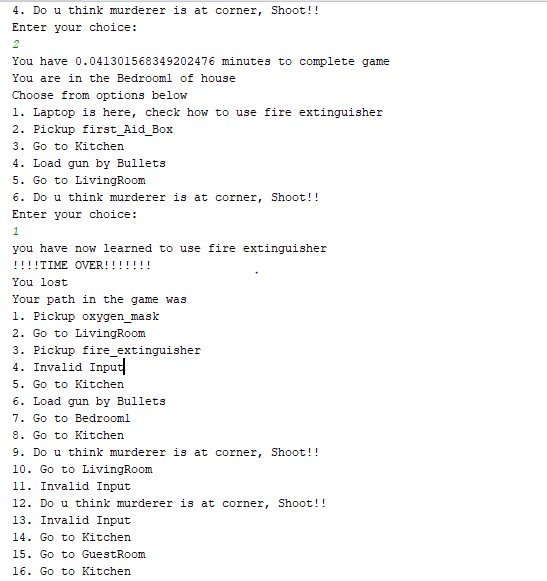 4. Do u think murderer is at corner, Shoot!!
Enter your choice:
2
You have 0.041301568349202476 minutes to complete game
You are in the Bedroom1 of house
Choose from options below
1. Laptop is here, check how to use fire extinguisher
2. Pickup first_Aid_Box
3. Go to Kitchen
4. Load gun by Bullets
5. Go to LivingRoom
6. Do u think murderer is at corner, Shoot!!
Enter your choice:
1
you have now learned to use fire extinguisher
!!!!TIME OVER!!!!!!!
You lost
Your path in the game was
1. Pickup oxygen_mask
2. Go to LivingRoom
3. Pickup fire_extinguisher
4. Invalid Input
5. Go to Kitchen
6. Load gun by Bullets
7. Go to Bedroom1
8. Go to Kitchen
9. Do u think murderer is at corner, Shoot!!
10. Go to LivingRoom
11. Invalid Input
12. Do u think murderer is at corner, Shoot!!
13. Invalid Input
14. Go to Kitchen
15. Go to GuestRoom
16. Go to Kitchen